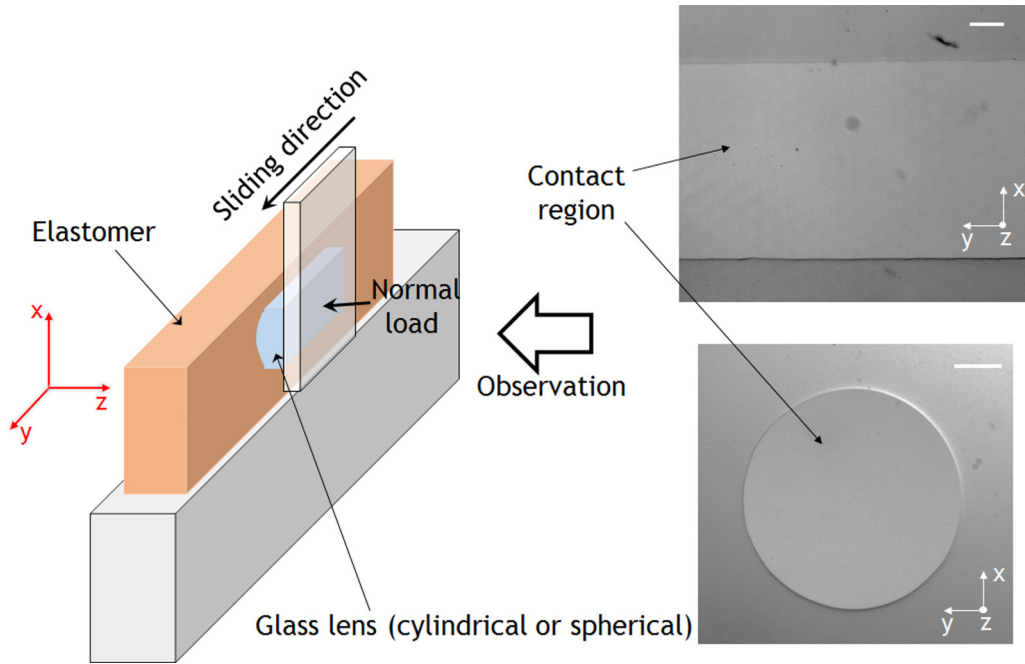 Sliding direction
Elastomer
Normal
load
x
z
y
Observation
Glass lens (cylindrical or spherical)
Contact
region
x
y
z
x
y
z